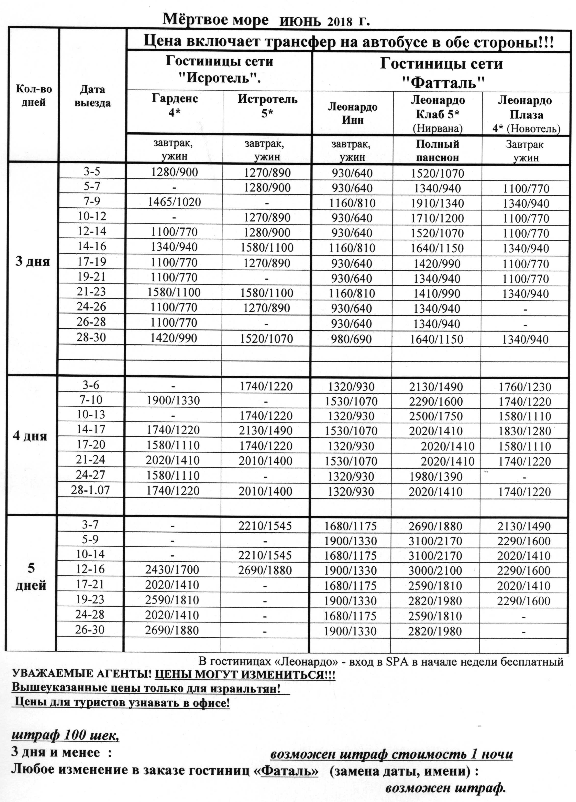 Мёртвое море ИЮНЬ 2018 Г.
Цена включает трансфер на автобусе в обе стороны!!!
Кол-во дней | Дата выезда | Гостиницы сети "Исротель". | Гостиницы сети "Фатталь"
Гарденс 4* | Истротель 5* | Леонардо Инн | Леонардо Клаб 5* (Нирвана) | Леонардо Плаза 4* (Новотель)
завтрак, ужин | завтрак, ужин | завтрак, ужин | Полный пансион | Завтрак ужин
3 дня
3-5 | 1280/900 | 1270/890 | 930/640 | 1520/1070
5-7 | - | 1280/900 | 930/640 | 1340/940 | 1100/770
7-9 | 1465/1020 | - | 1160/810 | 1910/1340 | 1340/940
10-12 | - | 1270/890 | 930/640 | 1710/1200 | 1100/770
12-14 | 1100/770 | 1280/900 | 930/640 | 1520/1070 | 1100/770
14-16 | 1340/940 | 1580/1100 | 1160/810 | 1640/1150 | 1340/940
17-19 | 1100/770 | 1270/890 | 930/640 | 1420/990 | 1100/770
19-21 | 1100/770 | - | 930/640 | 1340/940 | 1100/770
21-23 | 1580/1100 | 1580/1100 | 1160/810 | 1410/990 | 1340/940
24-26 | 1100/770 | 1270/890 | 930/640 | 1340/940 | -
26-28 | 1100/770 | - | 930/640 | 1340/940 | -
28-30 | 1420/990 | 1520/1070 | 980/690 | 1640/1150 | 1340/940
4 дня
3-6 | - | 1740/1220 | 1320/930 | 2130/1490 | 1760/1230
7-10 | 1900/1330 | - | 1530/1070 | 2290/1600 | 1740/1220
10-13 | - | 1740/1220 | 1320/930 | 2500/1750 | 1580/1110
14-17 | 1740/1220 | 2130/1490 | 1530/1070 | 2020/1410 | 1830/1280
17-20 | 1580/1110 | 1740/1220 | 1320/930 | 2020/1410 | 1580/1110
21-24 | 2020/1410 | 2010/1400 | 1530/1070 | 2020/1410 | 1740/1220
24-27 | 1580/1110 | - | 1320/930 | 1980/1390 | -
28-1.07 | 1740/1220 | 2010/1400 | 1320/930 | 2020/1410 | 1740/1220
5 дней
3-7 | - | 2210/1545 | 1680/1175 | 2690/1880 | 2130/1490
5-9 | - | - | 1900/1330 | 3100/2170 | 2290/1600
10-14 | - | 2210/1545 | 1680/1175 | 3100/2170 | 2020/1410
12-16 | 2430/1700 | 2690/1880 | 1900/1330 | 3000/2100 | 2290/1600
17-21 | 2020/1410 | - | 1680/1175 | 2590/1810 | 2020/1410
19-23 | 2590/1810 | - | 1900/1330 | 2820/1980 | 2290/1600
24-28 | 2020/1410 | - | 1680/1175 | 2590/1810 | -
26-30 | 2690/1880 | - | 1900/1330 | 2820/1980 | -
В гостиницах «Леонардо» - вход в SPA в начале недели бесплатный
УВАЖАЕМЫЕ АГЕНТЫ! ЦЕНЫ МОГУТ ИЗМЕНИТЬСЯ!!!
Вышеуказанные цены только для израильтян!
Цены для туристов узнавать в офисе!
штраф 100 шек,
3 дня и менее : возможен штраф стоимость 1 ночи
Любое изменение в заказе гостиниц «Фаталь» (замена даты, имени) :
возможен штраф.